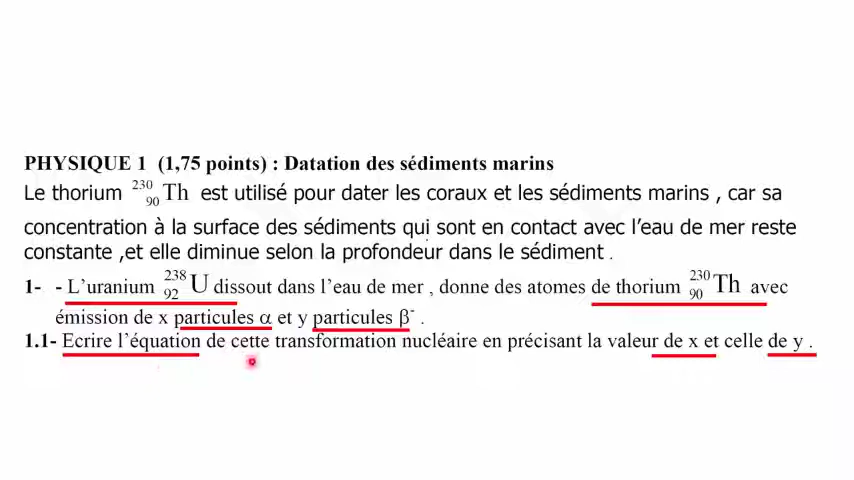 PHYSIQUE 1 (1,75 points) : Datation des sédiments marins
Le thorium ²³⁰₉₀Th est utilisé pour dater les coraux et les sédiments marins , car sa
concentration à la surface des sédiments qui sont en contact avec l'eau de mer reste
constante ,et elle diminue selon la profondeur dans le sédiment .
1- - L'uranium ²³⁸₉₂U dissout dans l'eau de mer , donne des atomes de thorium ²³⁰₉₀Th avec
émission de x particules α et y particules β⁻ .
1.1- Ecrire l'équation de cette transformation nucléaire en précisant la valeur de x et celle de y .